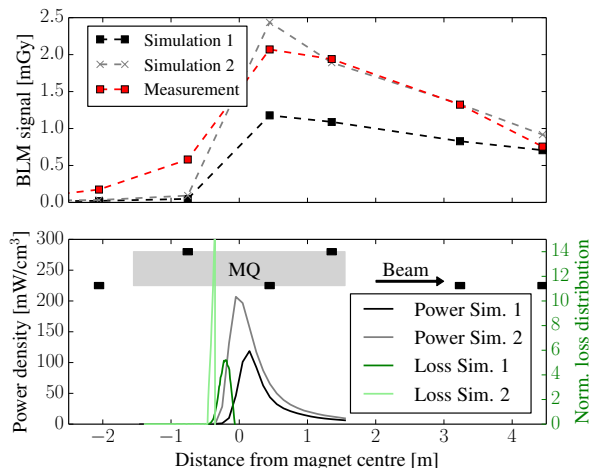 2.5
2.0
1.5
1.0
0.5
0.0
BLM signal [mGy]
Simulation 1
Simulation 2
Measurement
300
250
200
150
100
50
0
Power density [mW/cm³]
MQ
Beam
Power Sim. 1
Power Sim. 2
Loss Sim. 1
Loss Sim. 2
14
12
10
8
6
4
2
0
Norm. loss distribution
−2 −1 0 1 2 3 4
Distance from magnet centre [m]